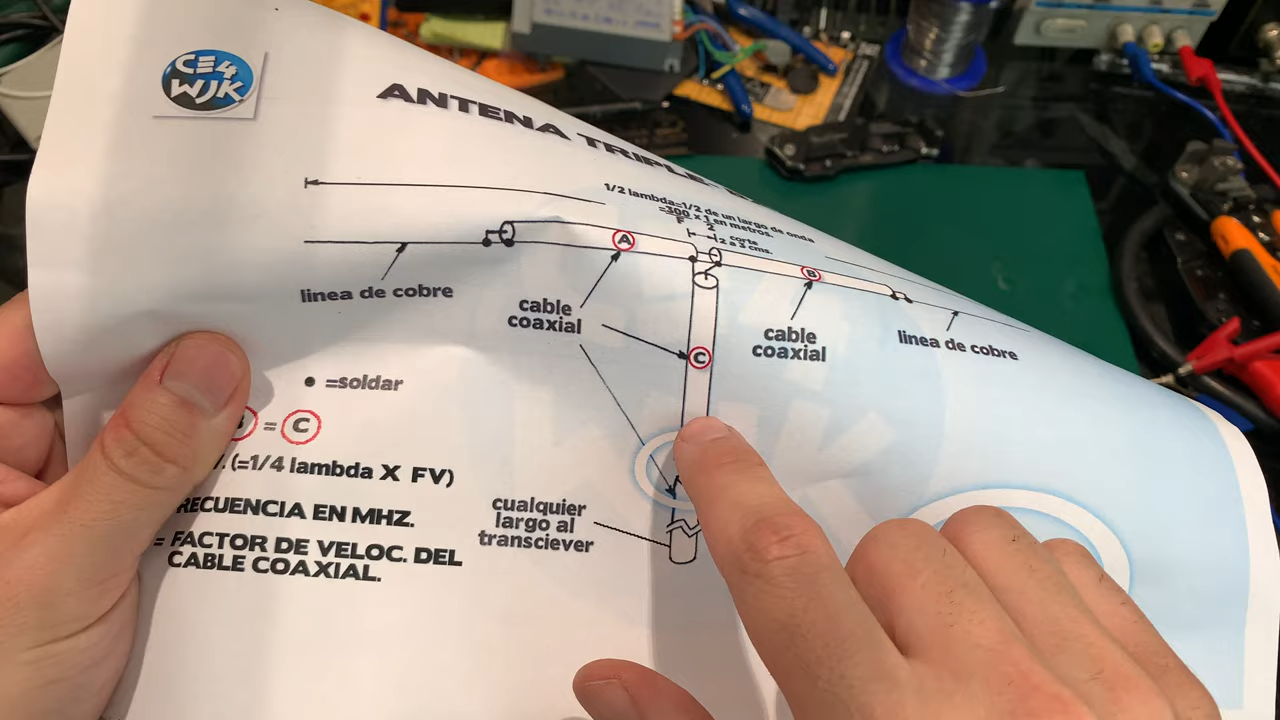 CE4
WJK
ANTENA TRIPLE-
1/2 lambda=1/2 de un largo de onda
=300 x 1 en metros.
F 2
corte
2 a 3 cms.
A
B
linea de cobre
cable
coaxial
cable
coaxial
linea de cobre
C
=soldar
= C
(=1/4 lambda X FV)
RECUENCIA EN MHZ.
= FACTOR DE VELOC. DEL
CABLE COAXIAL.
cualquier
largo al
transciever